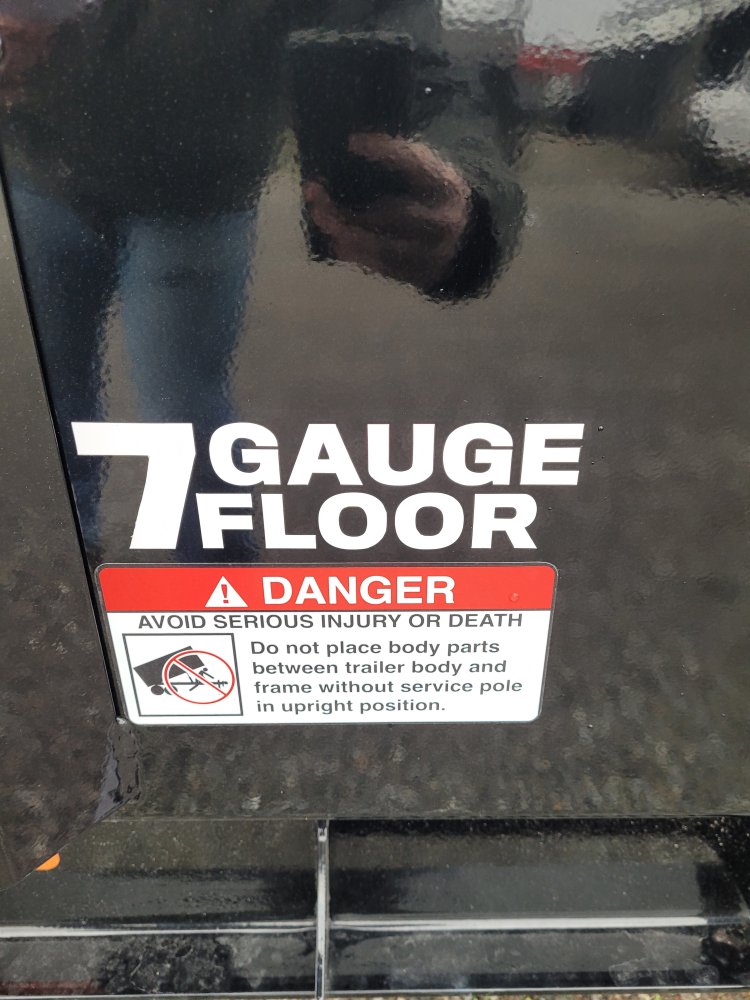 7 GAUGE
FLOOR
DANGER
AVOID SERIOUS INJURY OR DEATH
Do not place body parts
between trailer body and
frame without service pole
in upright position.